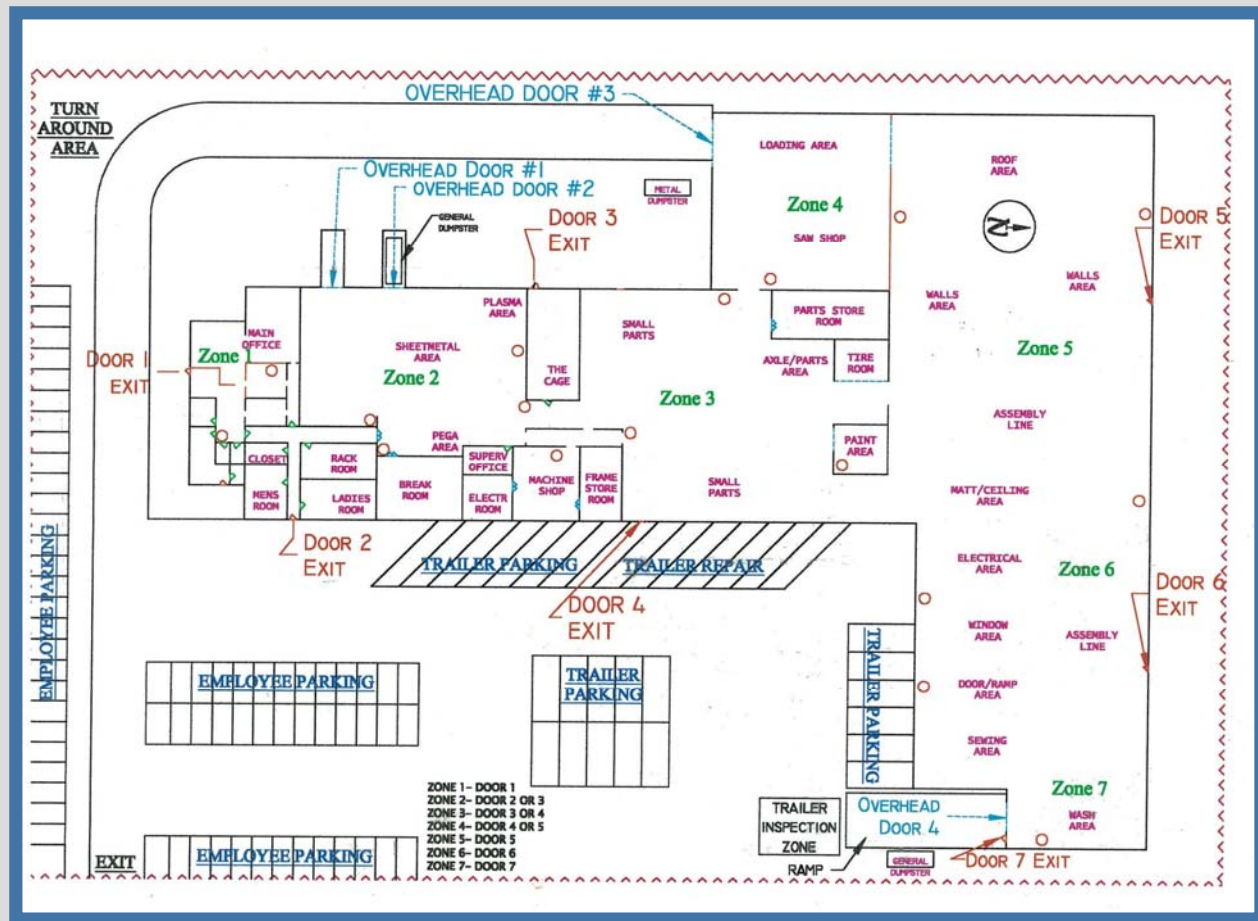 OVERHEAD DOOR #3
TURN
AROUND
AREA
LOADING AREA
ROOF
AREA
OVERHEAD DOOR #1
OVERHEAD DOOR #2
METAL
DUMPSTER
GENERAL
DUMPSTER
DOOR 3
EXIT
Zone 4
SAW SHOP
N
DOOR 5
EXIT
WALLS
AREA
WALLS
AREA
PLASMA
AREA
PARTS STORE
ROOM
MAIN
OFFICE
SMALL
PARTS
Zone 1
SHEETMETAL
AREA
Zone 2
DOOR 1
EXIT
THE
CAGE
AXLE/PARTS
AREA
TIRE
ROOM
Zone 5
Zone 3
ASSEMBLY
LINE
PEGA
AREA
PAINT
AREA
CLOSET
RACK
ROOM
SUPERV
OFFICE
BREAK
ROOM
MACHINE
SHOP
FRAME
STORE
ROOM
SMALL
PARTS
MATT/CEILING
AREA
MENS
ROOM
LADIES
ROOM
ELECTR
ROOM
DOOR 2
EXIT
TRAILER PARKING
TRAILER REPAIR
ELECTRICAL
AREA
Zone 6
DOOR 6
EXIT
DOOR 4
EXIT
EMPLOYEE PARKING
WINDOW
AREA
ASSEMBLY
LINE
EMPLOYEE PARKING
TRAILER
PARKING
TRAILER PARKING
DOOR/RAMP
AREA
SEWING
AREA
ZONE 1- DOOR 1
ZONE 2- DOOR 2 OR 3
ZONE 3- DOOR 3 OR 4
ZONE 4- DOOR 4 OR 5
ZONE 5- DOOR 5
ZONE 6- DOOR 6
ZONE 7- DOOR 7
Zone 7
WASH
AREA
TRAILER
INSPECTION
ZONE
OVERHEAD
DOOR 4
EXIT
EMPLOYEE PARKING
RAMP
GENERAL
DUMPSTER
DOOR 7 EXIT